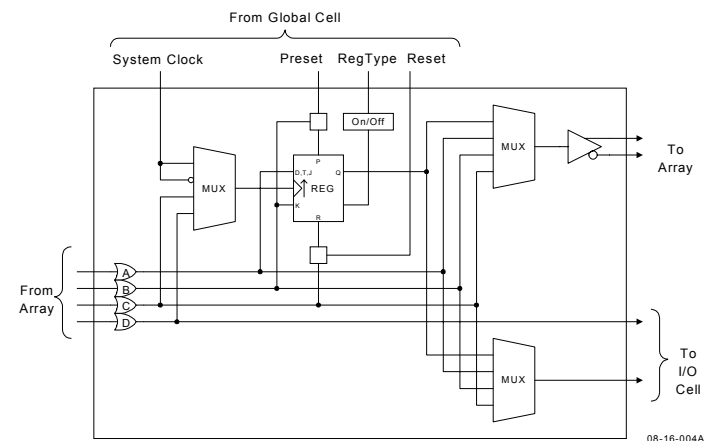 From Global Cell
System Clock
Preset
RegType
Reset
On/Off
MUX
P
D,T,J
Q
REG
K
R
MUX
To
Array
From
Array
A
B
C
D
MUX
To
I/O
Cell
08-16-004A